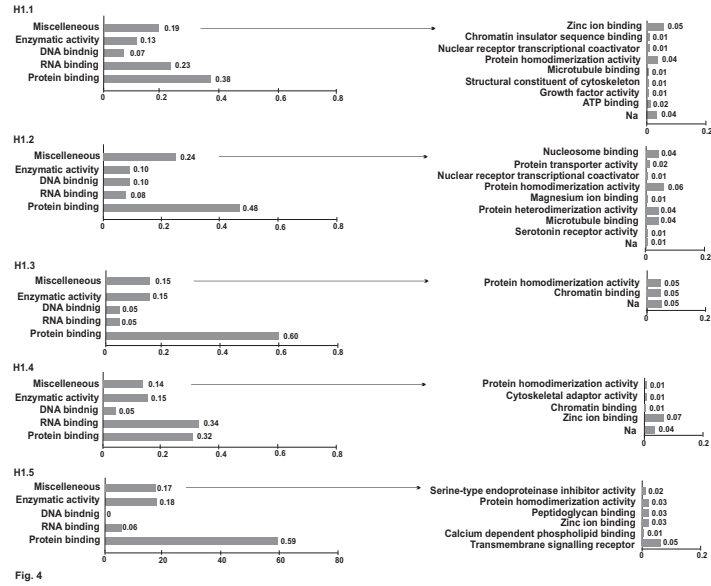 H1.1
Miscellaneous 0.19
Enzymatic activity 0.13
DNA bindnig 0.07
RNA binding 0.23
Protein binding 0.38
0 0.2 0.4 0.6 0.8
Zinc ion binding 0.05
Chromatin insulator sequence binding 0.01
Nuclear receptor transcriptional coactivator 0.01
Protein homodimerization activity 0.04
Microtubule binding 0.01
Structural constituent of cytoskeleton 0.01
Growth factor activity 0.01
ATP binding 0.02
Na 0.04
0 0.2
H1.2
Miscellaneous 0.24
Enzymatic activity 0.10
DNA bindnig 0.10
RNA binding 0.08
Protein binding 0.48
0 0.2 0.4 0.6 0.8
Nucleosome binding 0.04
Protein transporter activity 0.02
Nuclear receptor transcriptional coactivator 0.01
Protein homodimerization activity 0.06
Magnesium ion binding 0.01
Protein heterodimerization activity 0.04
Microtubule binding 0.04
Serotonin receptor activity 0.01
Na 0.01
0 0.2
H1.3
Miscellaneous 0.15
Enzymatic activity 0.15
DNA bindnig 0.05
RNA binding 0.05
Protein binding 0.60
0 0.2 0.4 0.6 0.8
Protein homodimerization activity 0.05
Chromatin binding 0.05
Na 0.05
0 0.2
H1.4
Miscellaneous 0.14
Enzymatic activity 0.15
DNA bindnig 0.05
RNA binding 0.34
Protein binding 0.32
0 0.2 0.4 0.6 0.8
Protein homodimerization activity 0.01
Cytoskeletal adaptor activity 0.01
Chromatin binding 0.01
Zinc ion binding 0.07
Na 0.04
0 0.2
H1.5
Miscellaneous 0.17
Enzymatic activity 0.18
DNA bindnig 0
RNA binding 0.06
Protein binding 0.59
0 20 40 60 80
Serine-type endoproteinase inhibitor activity 0.02
Protein homodimerization activity 0.03
Peptidoglycan binding 0.03
Zinc ion binding 0.03
Calcium dependent phospholipid binding 0.01
Transmembrane signalling receptor 0.05
0 0.2
Fig. 4